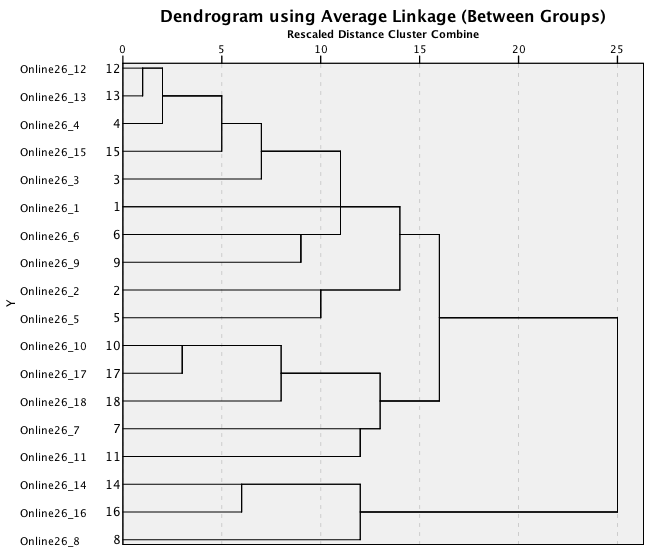 Dendrogram using Average Linkage (Between Groups)
Rescaled Distance Cluster Combine
0 5 10 15 20 25
Online26_12 12
Online26_13 13
Online26_4 4
Online26_15 15
Online26_3 3
Online26_1 1
Online26_6 6
Online26_9 9
Online26_2 2
Y
Online26_5 5
Online26_10 10
Online26_17 17
Online26_18 18
Online26_7 7
Online26_11 11
Online26_14 14
Online26_16 16
Online26_8 8